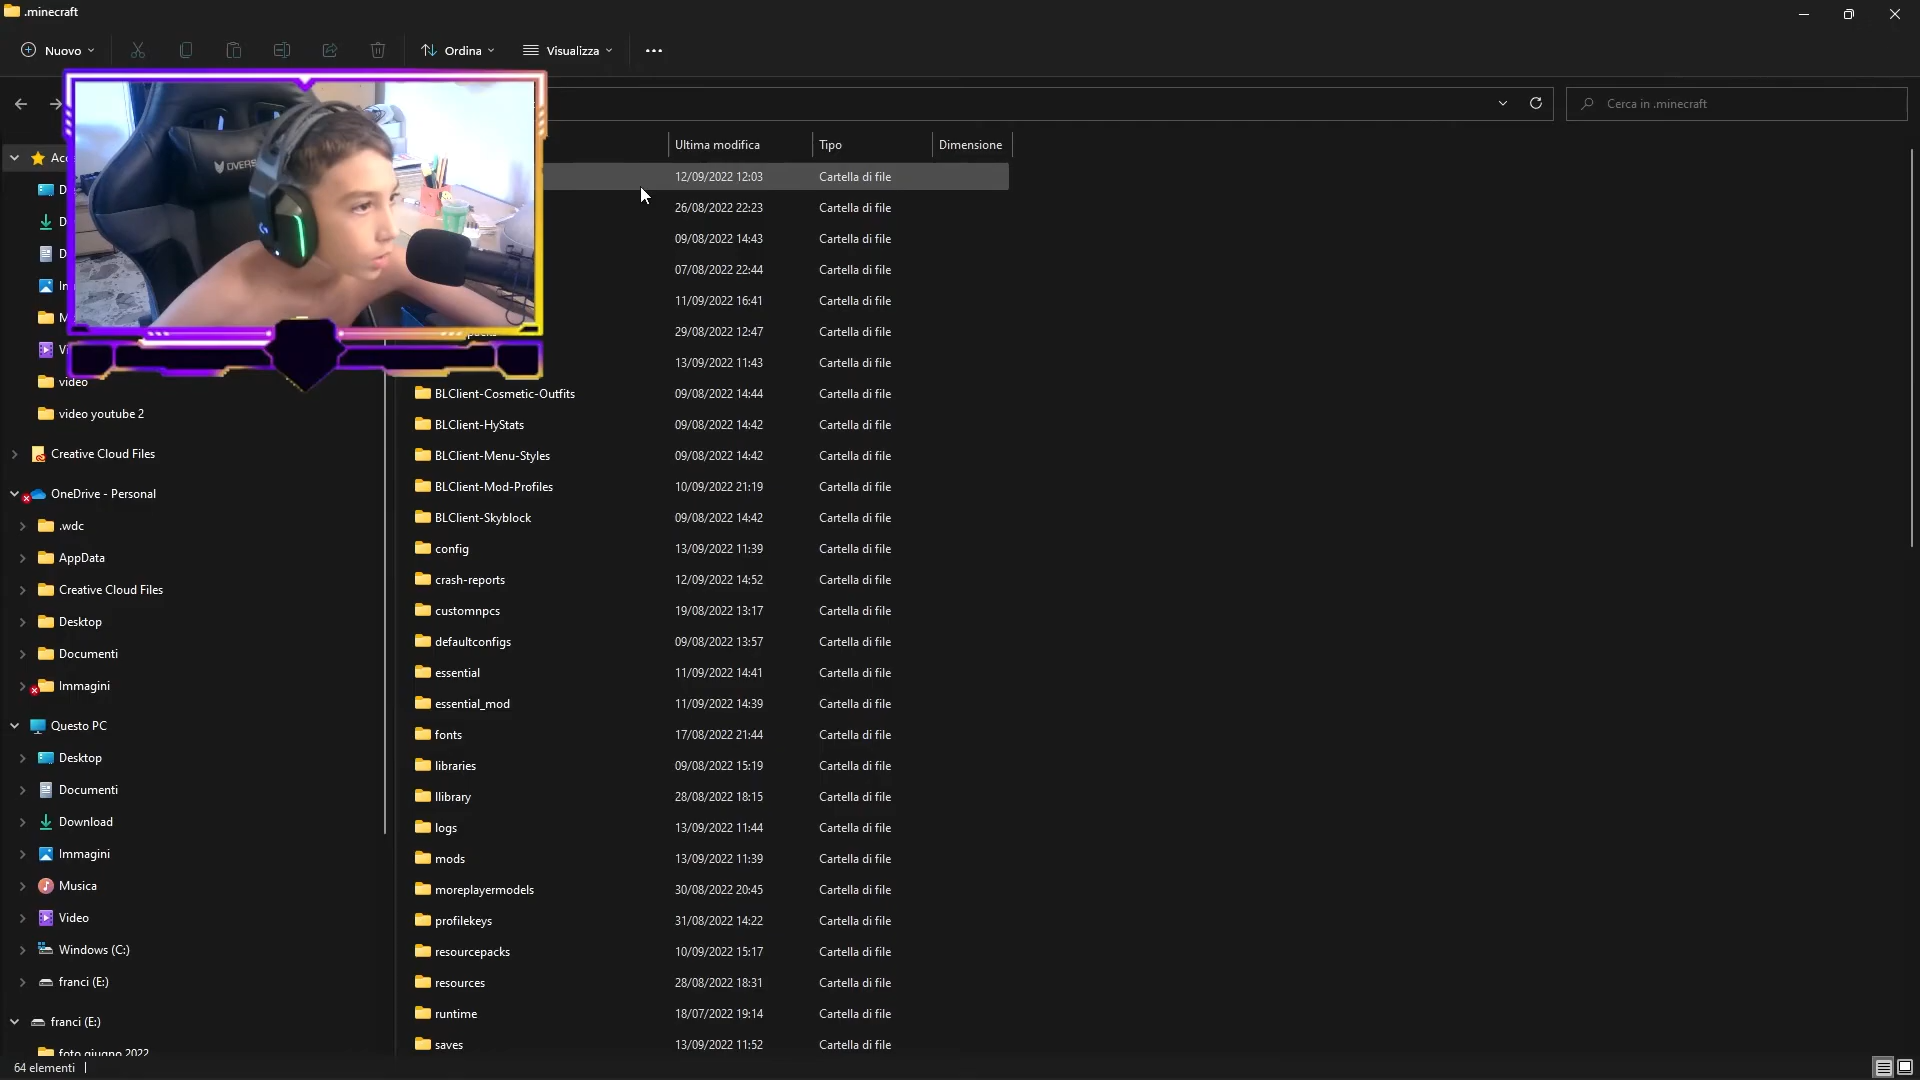 .minecraft
Nuovo
Ordina
Visualizza
Cerca in .minecraft
Ultima modifica Tipo Dimensione
12/09/2022 12:03 Cartella di file
26/08/2022 22:23 Cartella di file
09/08/2022 14:43 Cartella di file
07/08/2022 22:44 Cartella di file
11/09/2022 16:41 Cartella di file
29/08/2022 12:47 Cartella di file
13/09/2022 11:43 Cartella di file
BLClient-Cosmetic-Outfits 09/08/2022 14:44 Cartella di file
BLClient-HyStats 09/08/2022 14:42 Cartella di file
BLClient-Menu-Styles 09/08/2022 14:42 Cartella di file
BLClient-Mod-Profiles 10/09/2022 21:19 Cartella di file
BLClient-Skyblock 09/08/2022 14:42 Cartella di file
config 13/09/2022 11:39 Cartella di file
crash-reports 12/09/2022 14:52 Cartella di file
customnpcs 19/08/2022 13:17 Cartella di file
defaultconfigs 09/08/2022 13:57 Cartella di file
essential 11/09/2022 14:41 Cartella di file
essential_mod 11/09/2022 14:39 Cartella di file
fonts 17/08/2022 21:44 Cartella di file
libraries 09/08/2022 15:19 Cartella di file
llibrary 28/08/2022 18:15 Cartella di file
logs 13/09/2022 11:44 Cartella di file
mods 13/09/2022 11:39 Cartella di file
moreplayermodels 30/08/2022 20:45 Cartella di file
profilekeys 31/08/2022 14:22 Cartella di file
resourcepacks 10/09/2022 15:17 Cartella di file
resources 28/08/2022 18:31 Cartella di file
runtime 18/07/2022 19:14 Cartella di file
saves 13/09/2022 11:52 Cartella di file
video
video youtube 2
Creative Cloud Files
OneDrive - Personal
.wdc
AppData
Creative Cloud Files
Desktop
Documenti
Immagini
Questo PC
Desktop
Documenti
Download
Immagini
Musica
Video
Windows (C:)
franci (E:)
franci (E:)
foto giugno 2022
64 elementi